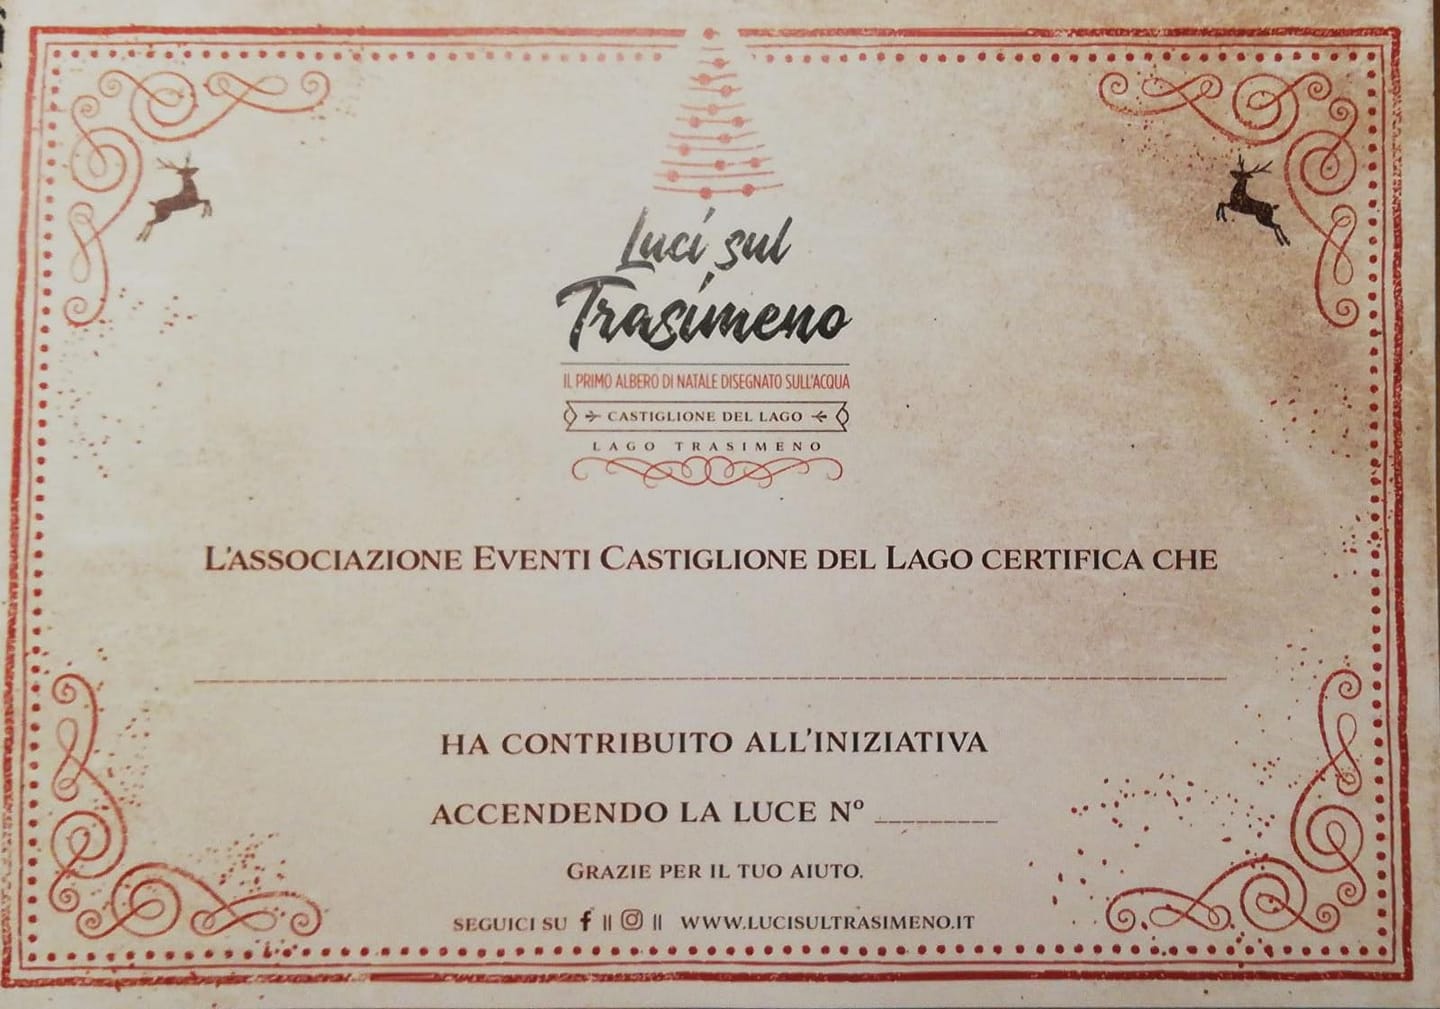 Luci sul
Trasimeno
IL PRIMO ALBERO DI NATALE DISEGNATO SULL'ACQUA
CASTIGLIONE DEL LAGO
LAGO TRASIMENO
L'ASSOCIAZIONE EVENTI CASTIGLIONE DEL LAGO CERTIFICA CHE
HA CONTRIBUITO ALL'INIZIATIVA
ACCENDENDO LA LUCE Nº _________
GRAZIE PER IL TUO AIUTO.
SEGUICI SU f || || WWW.LUCISULTRASIMENO.IT